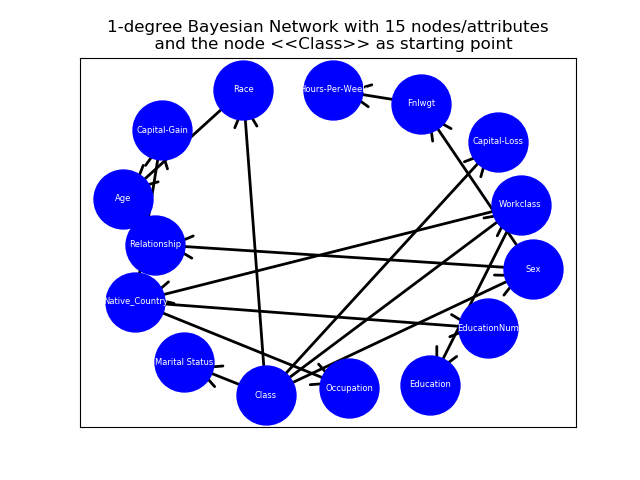 1-degree Bayesian Network with 15 nodes/attributes
and the node <<Class>> as starting point
Race
Hours-Per-Wee
Fnlwgt
Capital-Gain
Capital-Loss
Age
Workclass
Relationship
Sex
Native_Country
EducationNum
Marital Status
Education
Occupation
Class